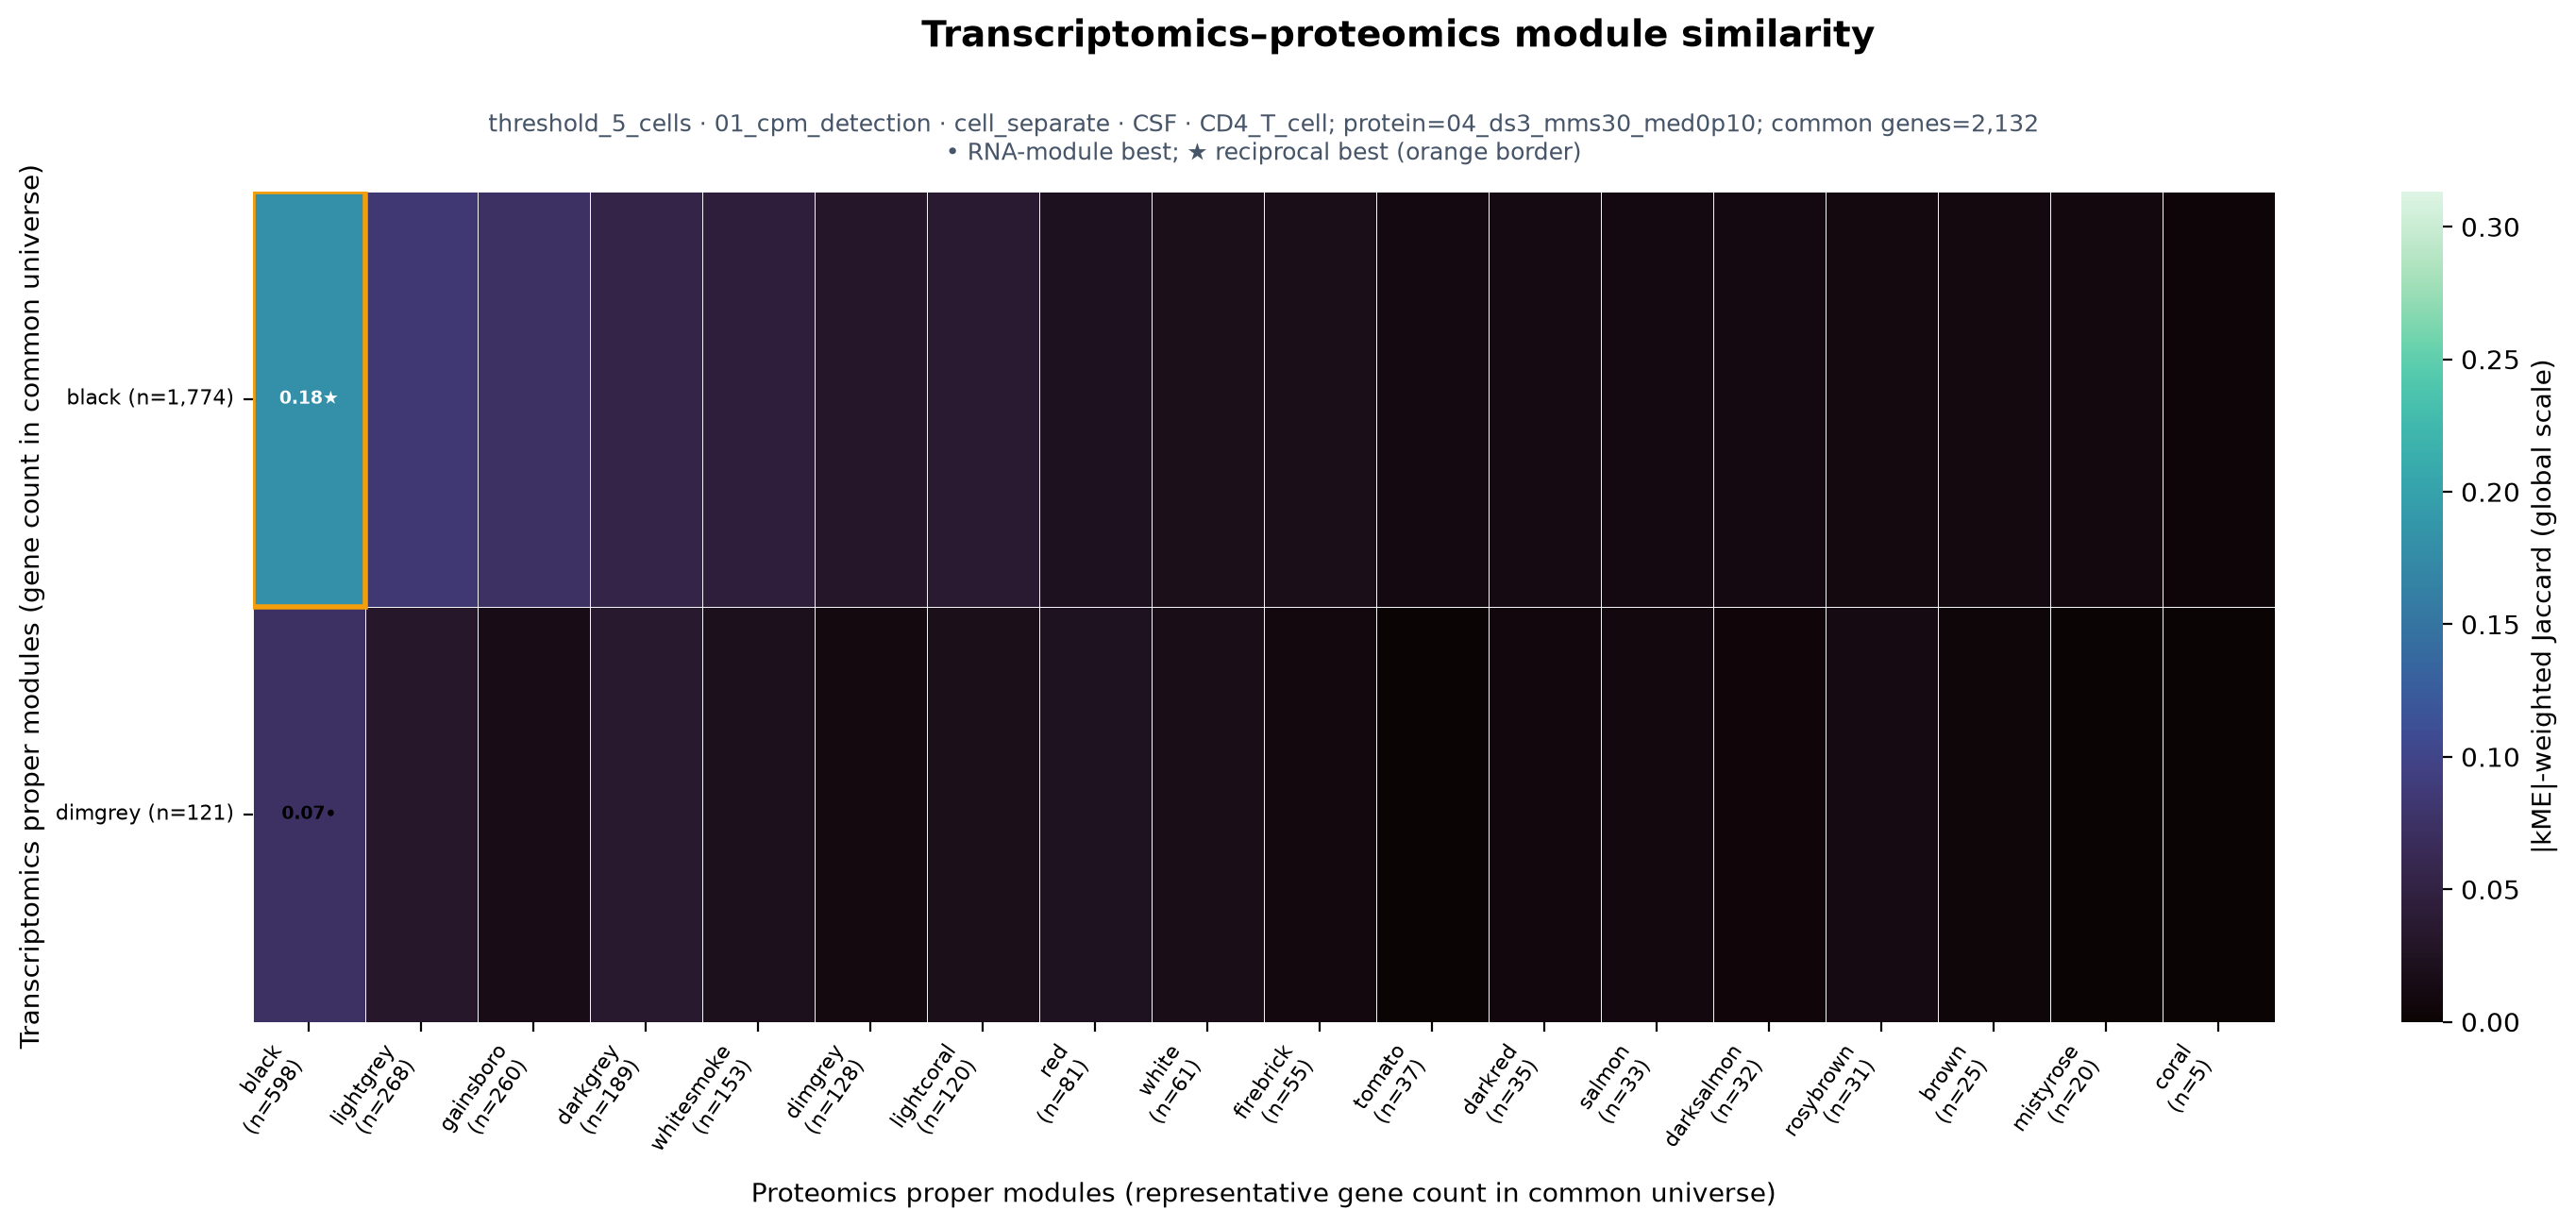 Transcriptomics–proteomics module similarity
threshold_5_cells · 01_cpm_detection · cell_separate · CSF · CD4_T_cell; protein=04_ds3_mms30_med0p10; common genes=2,132
• RNA-module best; ★ reciprocal best (orange border)
Transcriptomics proper modules (gene count in common universe)
black (n=1,774)
dimgrey (n=121)
0.18★
0.07•
black
(n=598)
lightgrey
(n=268)
gainsboro
(n=260)
darkgrey
(n=189)
whitesmoke
(n=153)
dimgrey
(n=128)
lightcoral
(n=120)
red
(n=81)
white
(n=61)
firebrick
(n=55)
tomato
(n=37)
darkred
(n=35)
salmon
(n=33)
darksalmon
(n=32)
rosybrown
(n=31)
brown
(n=25)
mistyrose
(n=20)
coral
(n=5)
Proteomics proper modules (representative gene count in common universe)
0.30
0.25
0.20
0.15
0.10
0.05
0.00
|kME|-weighted Jaccard (global scale)